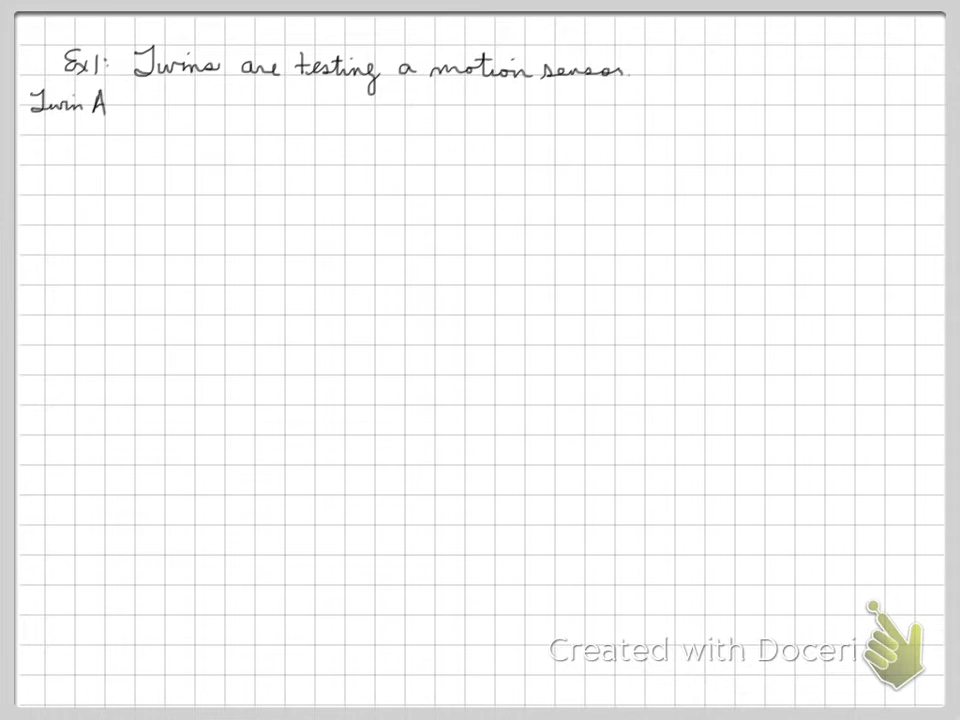 Ex1: Twins are testing a motion sensor.
Twin A
Created with Doceri